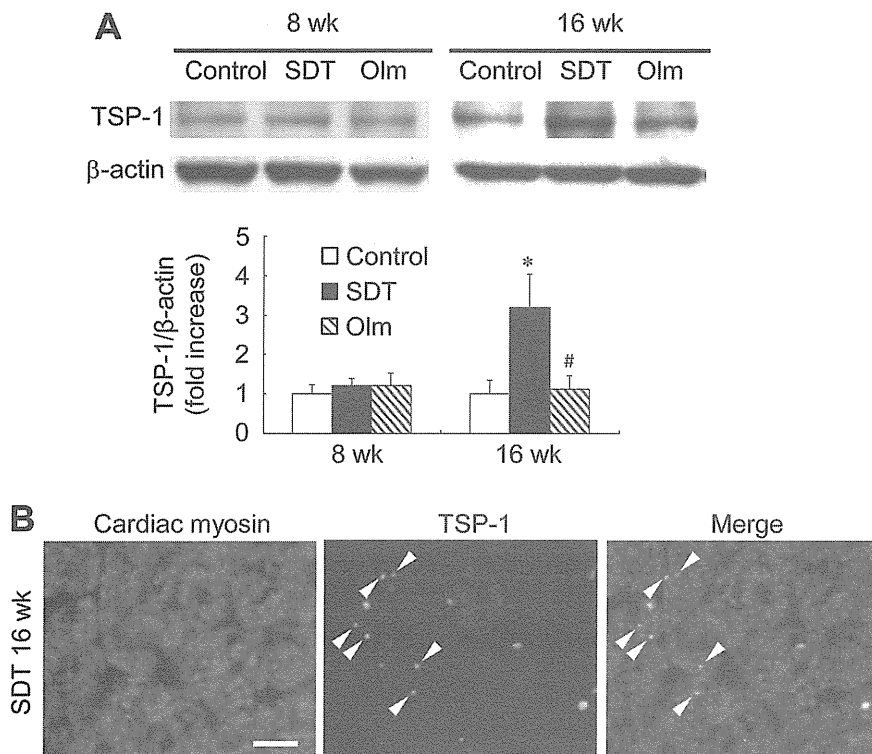 A
8 wk 16 wk
Control SDT Olm Control SDT Olm
TSP-1
β-actin
TSP-1/β-actin
(fold increase)
5
4
3
2
1
0
Control
SDT
Olm
*
#
8 wk 16 wk
B
Cardiac myosin TSP-1 Merge
SDT 16 wk